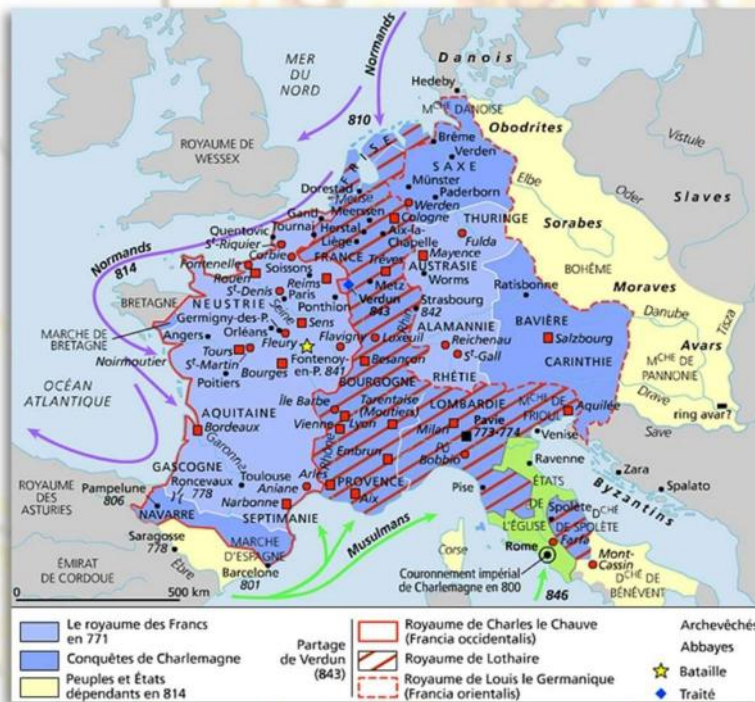 MER
DU
NORD
Normands
Danois
Hedeby
MCHE DANOISE
810
Obodrites
ROYAUME DE
WESSEX
FRISE
Brême
Verden
SAXE
Elbe
Oder
Vistule
Slaves
Dorestad
Meuse
Münster
Paderborn
Werden
Gand
Meerssen
Cologne
THURINGE
Sorabes
Quentovic
Tournai
Herstal
Aix-la-
Chapelle
Fulda
St-Riquier
Corbie
Liège
Normands
814
Fontenelle
Soissons
FRANCE
Trèves
Mayence
AUSTRASIE
BOHÊME
Rouen
Reims
Metz
Worms
St-Denis
Paris
Verdun
843
Strasbourg
842
Ratisbonne
Moraves
BRETAGNE
NEUSTRIE
Seine
Ponthion
Rhin
Danube
Tisza
Germigny-des-P.
Sens
ALAMANNIE
BAVIÈRE
MARCHE DE
BRETAGNE
Angers
Orléans
Flavigny
Luxeuil
Reichenau
Salzbourg
Avars
Fleury
St-Gall
Noirmoutier
Tours
St-Martin
Fontenoy-
en-P. 841
Besançon
CARINTHIE
MCHE DE
PANNONIE
Bourges
Poitiers
BOURGOGNE
RHÉTIE
OCÉAN
ATLANTIQUE
Île Barbe
Tarentaise
(Moutiers)
LOMBARDIE
MCHE DE
FRIOUL
Drave
ring avar?
AQUITAINE
Vienne
Lyon
Milan
Pavie
773-774
Aquilée
Save
Bordeaux
Venise
Garonne
Embrun
Pô
Bobbio
Ravenne
Zara
GASCOGNE
Rhône
Roncevaux
778
Toulouse
Arles
PROVENCE
Pise
ÉTATS
DE
L'ÉGLISE
Byzantins
Spalato
ROYAUME
DES
ASTURIES
Pampelune
806
Aniane
Aix
Spolète
DCHÉ
DE SPOLÈTE
NAVARRE
Narbonne
SEPTIMANIE
Saragosse
778
MARCHE
D'ESPAGNE
Musulmans
Corse
Farfa
Rome
Mont-
Cassin
ÉMIRAT
DE CORDOUE
Èbre
Barcelone
801
Couronnement impérial
de Charlemagne en 800
846
DCHÉ DE
BÉNÉVENT
0
500 km
Le royaume des Francs
en 771
Conquêtes de Charlemagne
Peuples et États
dépendants en 814
Partage
de Verdun
(843)
Royaume de Charles le Chauve
(Francia occidentalis)
Royaume de Lothaire
Royaume de Louis le Germanique
(Francia orientalis)
Archevêchés
Abbayes
Bataille
Traité